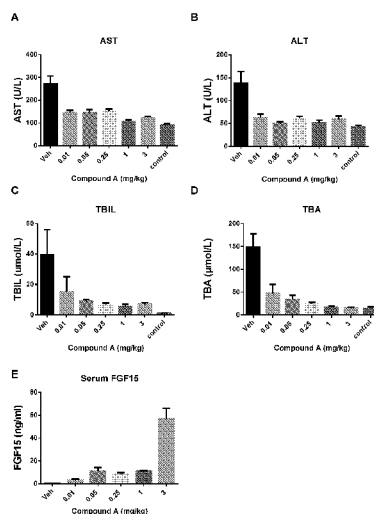 A
AST
AST (U/L)
400
300
200
100
0
Veh
0.01
0.05
0.25
1
3
control
Compound A (mg/kg)
B
ALT
ALT (U/L)
200
150
100
50
0
Veh
0.01
0.05
0.25
1
3
control
Compound A (mg/kg)
C
TBIL
TBIL
(umol/L)
60
40
20
0
Veh
0.01
0.05
0.25
1
3
control
Compound A (mg/kg)
D
TBA
TBA
(μmol/L)
200
150
100
50
0
Veh
0.01
0.05
0.25
1
3
control
Compound A (mg/kg)
E
Serum FGF15
FGF15 (ng/ml)
80
60
40
20
0
Veh
0.01
0.05
0.25
1
3
Compound A (mg/kg)